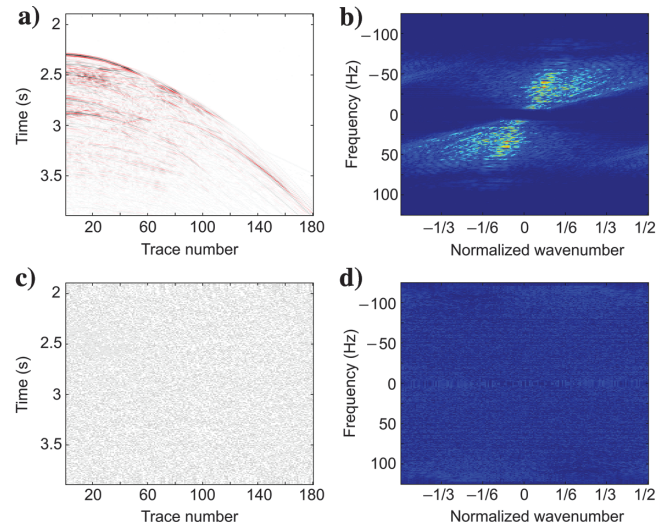 a)
Time (s)
2
2.5
3
3.5
20 60 100 140 180
Trace number
b)
Frequency (Hz)
−100
−50
0
50
100
−1/3 −1/6 0 1/6 1/3 1/2
Normalized wavenumber
c)
Time (s)
2
2.5
3
3.5
20 60 100 140 180
Trace number
d)
Frequency (Hz)
−100
−50
0
50
100
−1/3 −1/6 0 1/6 1/3 1/2
Normalized wavenumber